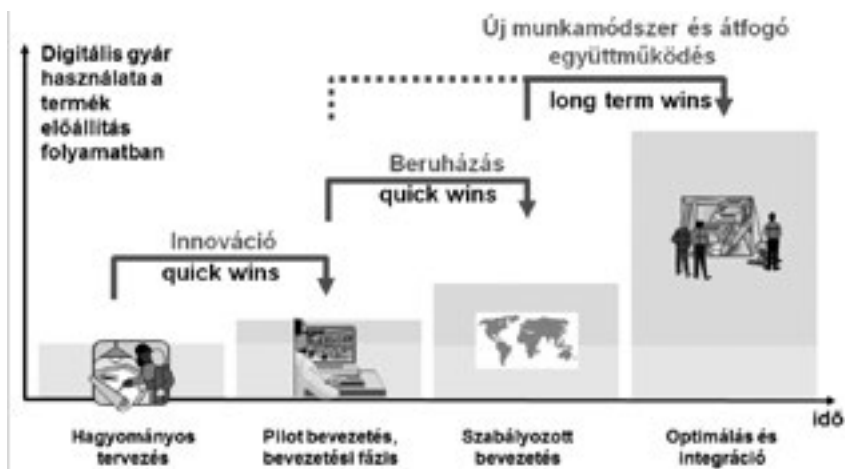 Digitális gyár
használata a
termék
előállítás
folyamatban
Új munkamódszer és átfogó
együttműködés
long term wins
Beruházás
quick wins
Innováció
quick wins
idő
Hagyományos
tervezés
Pilot bevezetés,
bevezetési fázis
Szabályozott
bevezetés
Optimálás és
integráció